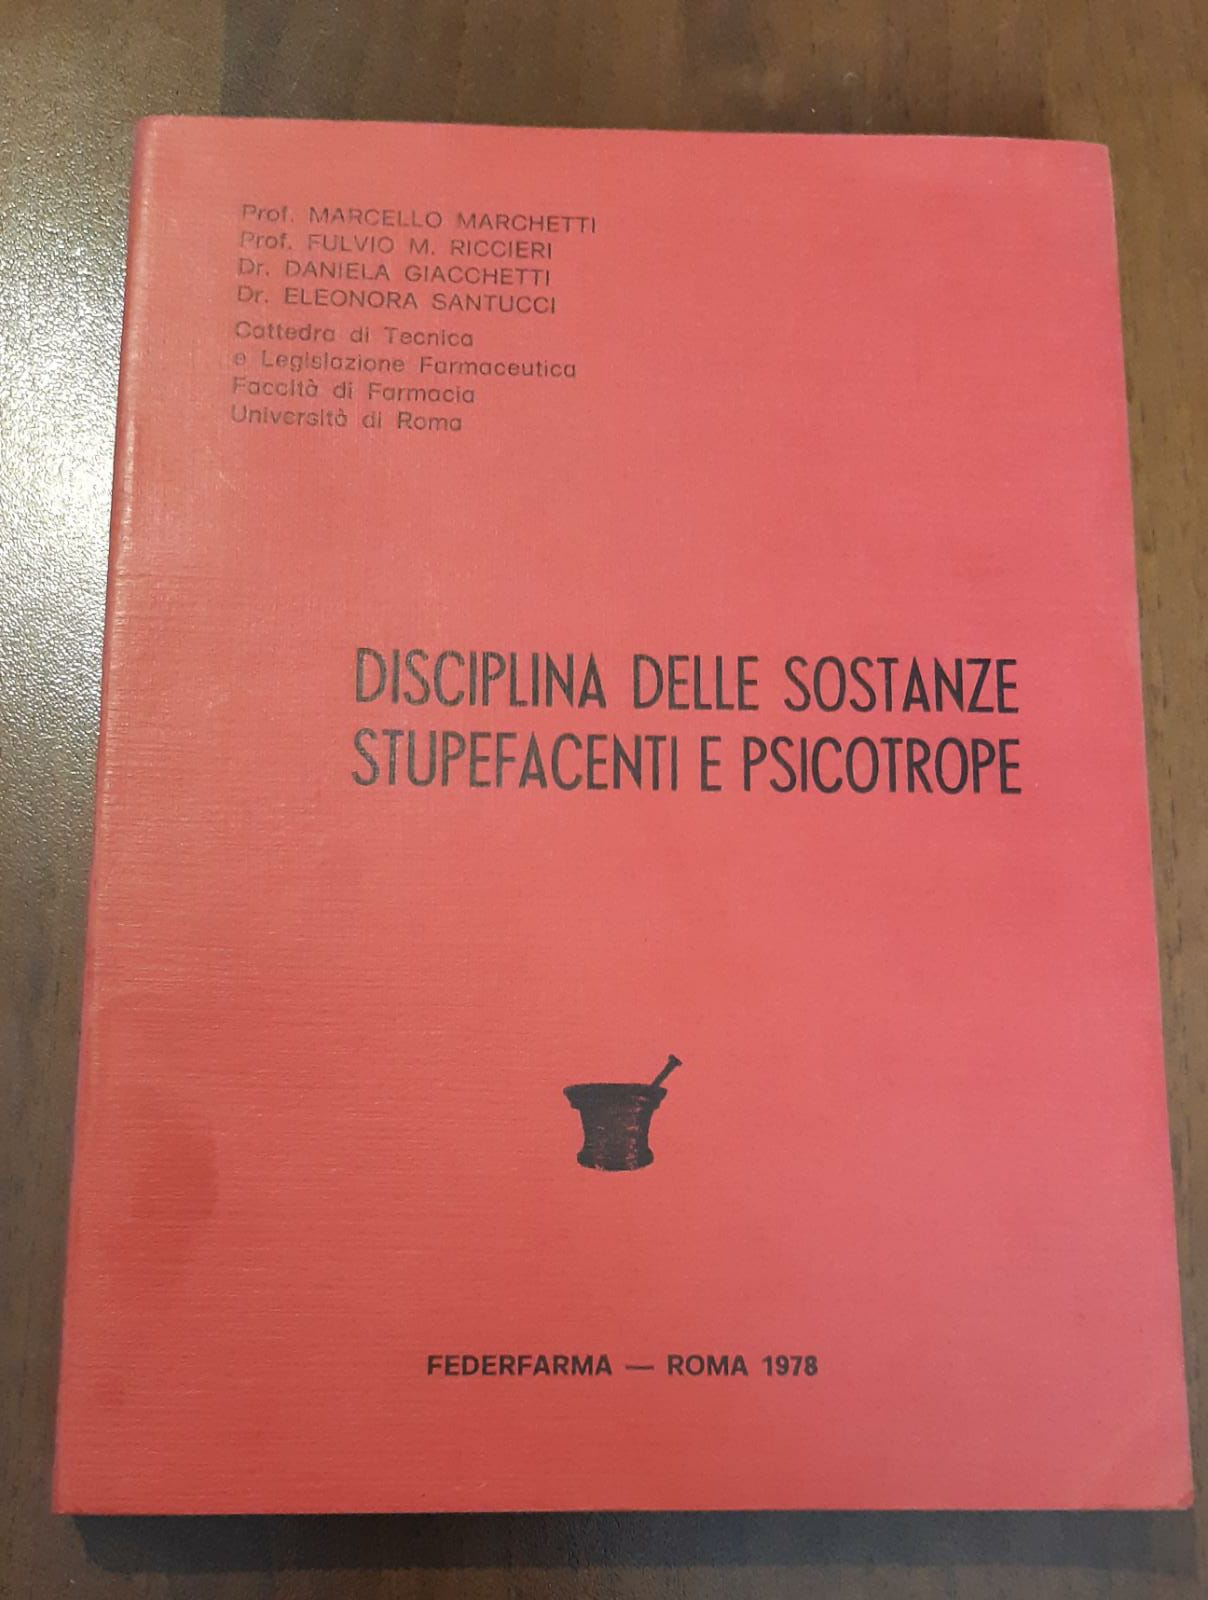 Prof. MARCELLO MARCHETTI
Prof. FULVIO M. RICCIERI
Dr. DANIELA GIACCHETTI
Dr. ELEONORA SANTUCCI
Cattedra di Tecnica
e Legislazione Farmaceutica
Faccltà di Farmacia
Università di Roma
DISCIPLINA DELLE SOSTANZE
STUPEFACENTI E PSICOTROPE
FEDERFARMA — ROMA 1978